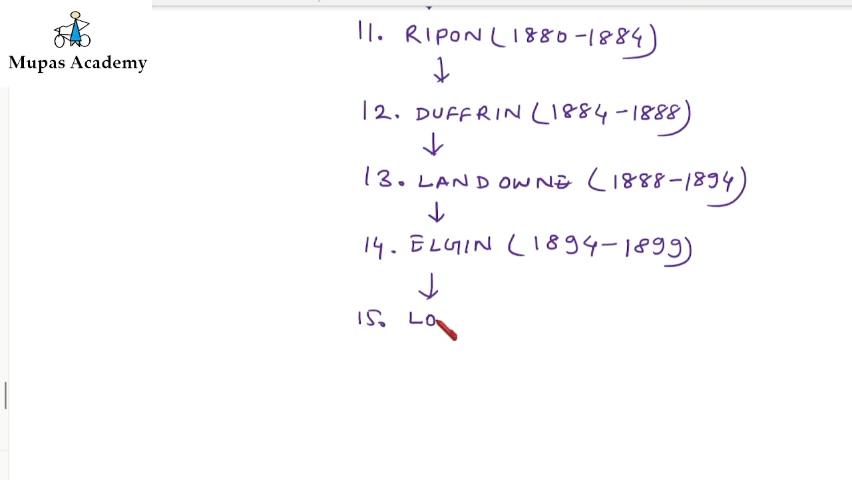 Mupas Academy
11. RIPON (1880-1884)
↓
12. DUFFRIN (1884-1888)
↓
13. LANDOWNE (1888-1894)
↓
14. ELGIN (1894-1899)
↓
15. LO